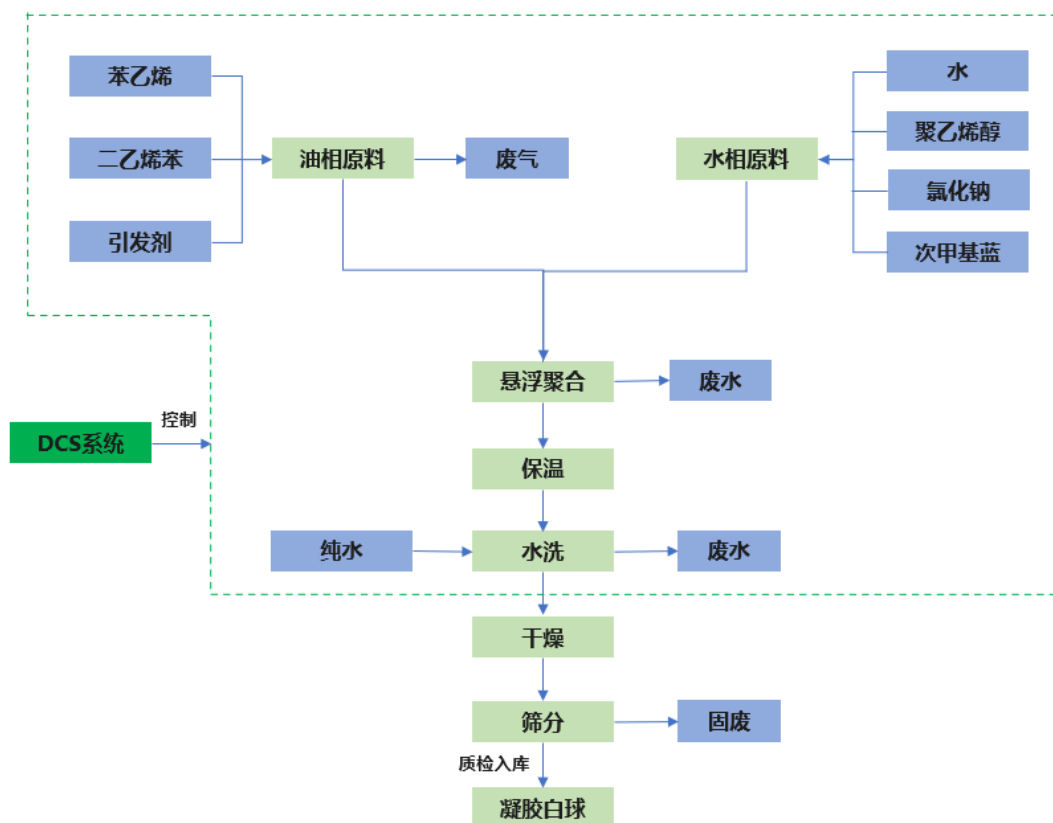 苯乙烯
水
二乙烯苯
油相原料
废气
水相原料
聚乙烯醇
氯化钠
引发剂
次甲基蓝
悬浮聚合
废水
控制
DCS系统
保温
纯水
水洗
废水
干燥
筛分
固废
质检入库
凝胶白球